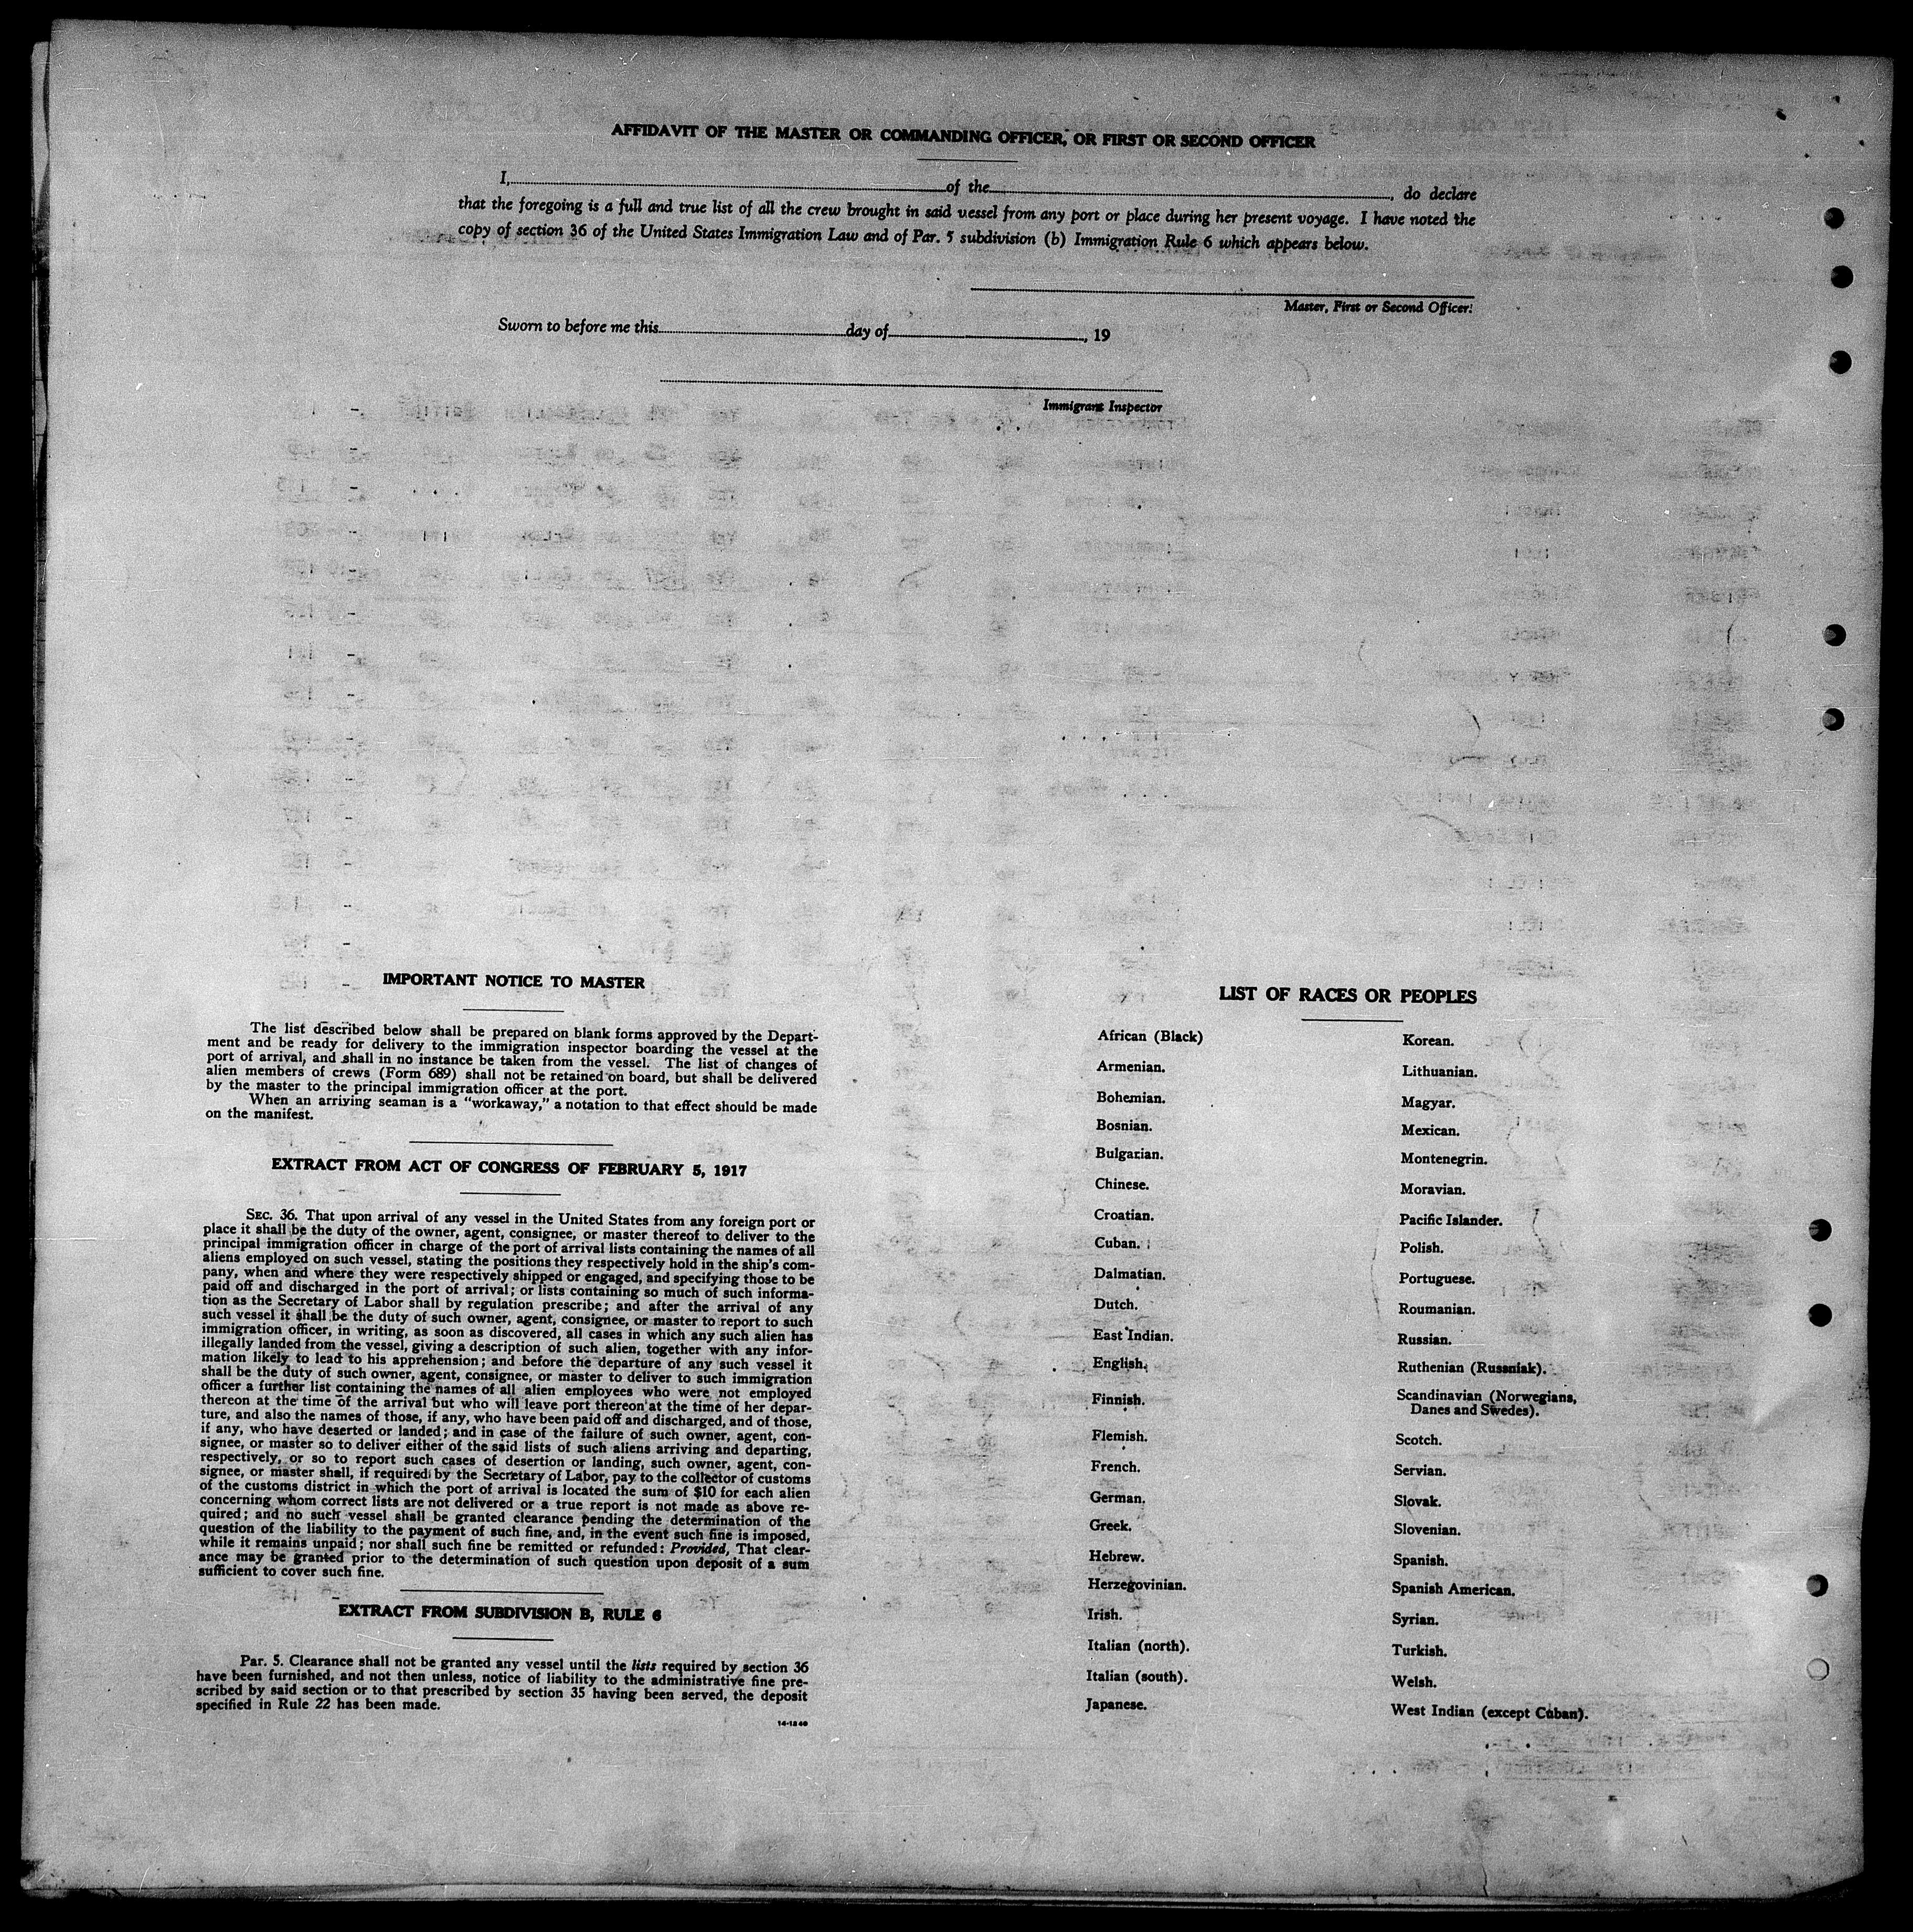 AFFIDAVIT OF THE MASTER OR COMMANDING OFFICER, OR FIRST OR SECOND OFFICER
I, of the , do declare
that the foregoing is a full and true list of all the crew brought in said vessel from any port or place during her present voyage. I have noted the
copy of section 36 of the United States Immigration Law and of Par. 5 subdivision (b) Immigration Rule 6 which appears below.
Master, First or Second Officer.
Sworn to before me this day of , 19
Immigrant Inspector
IMPORTANT NOTICE TO MASTER
The list described below shall be prepared on blank forms approved by the Depart-
ment and be ready for delivery to the immigration inspector boarding the vessel at the
port of arrival, and shall in no instance be taken from the vessel. The list of changes of
alien members of crews (Form 689) shall not be retained on board, but shall be delivered
by the master to the principal immigration officer at the port.
When an arriving seaman is a "workaway," a notation to that effect should be made
on the manifest.
EXTRACT FROM ACT OF CONGRESS OF FEBRUARY 5, 1917
SEC. 36. That upon arrival of any vessel in the United States from any foreign port or
place it shall be the duty of the owner, agent, consignee, or master thereof to deliver to the
principal immigration officer in charge of the port of arrival lists containing the names of all
aliens employed on such vessel, stating the positions they respectively hold in the ship's com-
pany, when and where they were respectively shipped or engaged, and specifying those to be
paid off and discharged in the port of arrival; or lists containing so much of such informa-
tion as the Secretary of Labor shall by regulation prescribe; and after the arrival of any
such vessel it shall be the duty of such owner, agent, consignee, or master to report to such
immigration officer, in writing, as soon as discovered, all cases in which any such alien has
illegally landed from the vessel, giving a description of such alien, together with any infor-
mation likely to lead to his apprehension; and before the departure of any such vessel it
shall be the duty of such owner, agent, consignee, or master to deliver to such immigration
officer a further list containing the names of all alien employees who were not employed
thereon at the time of the arrival but who will leave port thereon at the time of her depar-
ture, and also the names of those, if any, who have been paid off and discharged, and of those,
if any, who have deserted or landed; and in case of the failure of such owner, agent, con-
signee, or master so to deliver either of the said lists of such aliens arriving and departing,
respectively, or so to report such cases of desertion or landing, such owner, agent, con-
signee, or master shall, if required by the Secretary of Labor, pay to the collector of customs
of the customs district in which the port of arrival is located the sum of $10 for each alien
concerning whom correct lists are not delivered or a true report is not made as above re-
quired; and no such vessel shall be granted clearance pending the determination of the
question of the liability to the payment of such fine, and, in the event such fine is imposed,
while it remains unpaid; nor shall such fine be remitted or refunded: Provided, That clear-
ance may be granted prior to the determination of such question upon deposit of a sum
sufficient to cover such fine.
EXTRACT FROM SUBDIVISION B, RULE 6
Par. 5. Clearance shall not be granted any vessel until the lists required by section 36
have been furnished, and not then unless, notice of liability to the administrative fine pre-
scribed by said section or to that prescribed by section 35 having been served, the deposit
specified in Rule 22 has been made.
14-1240
LIST OF RACES OR PEOPLES
African (Black)
Armenian.
Bohemian.
Bosnian.
Bulgarian.
Chinese.
Croatian.
Cuban.
Dalmatian.
Dutch.
East Indian.
English.
Finnish.
Flemish.
French.
German.
Greek.
Hebrew.
Herzegovinian.
Irish.
Italian (north).
Italian (south).
Japanese.
Korean.
Lithuanian.
Magyar.
Mexican.
Montenegrin.
Moravian.
Pacific Islander.
Polish.
Portuguese.
Roumanian.
Russian.
Ruthenian (Russniak).
Scandinavian (Norwegians,
Danes and Swedes).
Scotch.
Servian.
Slovak.
Slovenian.
Spanish.
Spanish American.
Syrian.
Turkish.
Welsh.
West Indian (except Cuban).